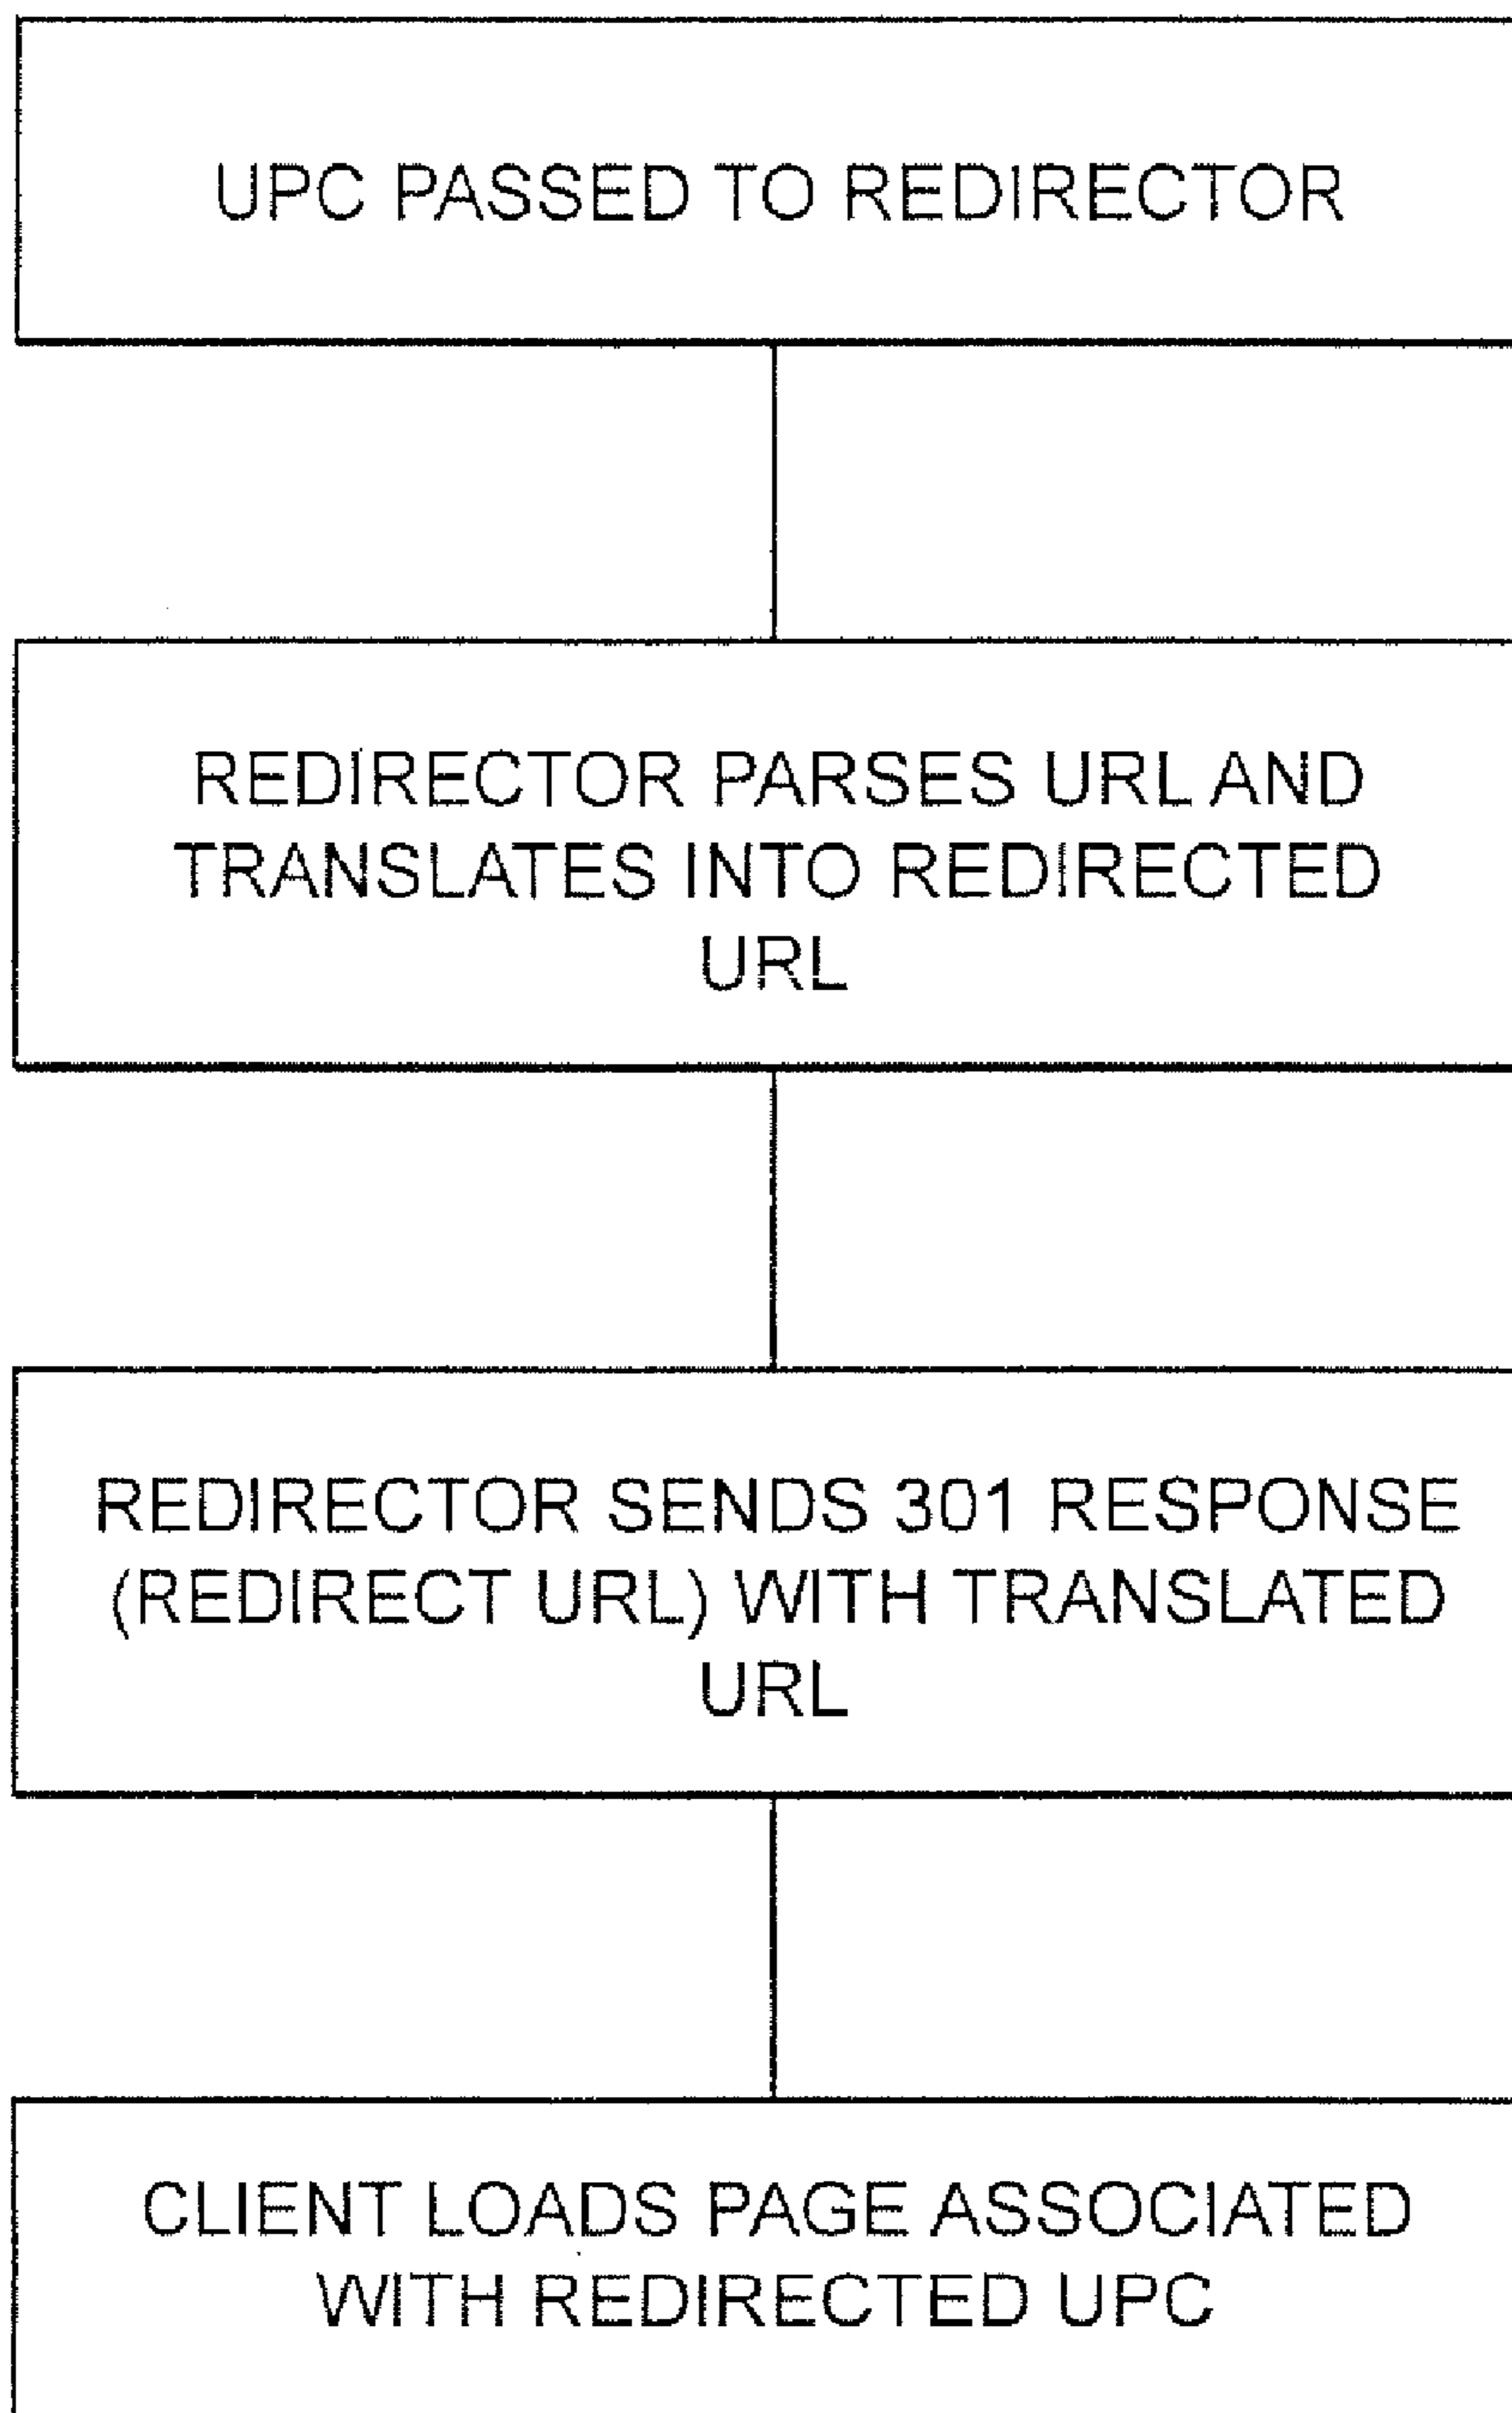 UPC PASSED TO REDIRECTOR
REDIRECTOR PARSES URL AND
TRANSLATES INTO REDIRECTED
URL
REDIRECTOR SENDS 301 RESPONSE
(REDIRECT URL) WITH TRANSLATED
URL
CLIENT LOADS PAGE ASSOCIATED
WITH REDIRECTED UPC